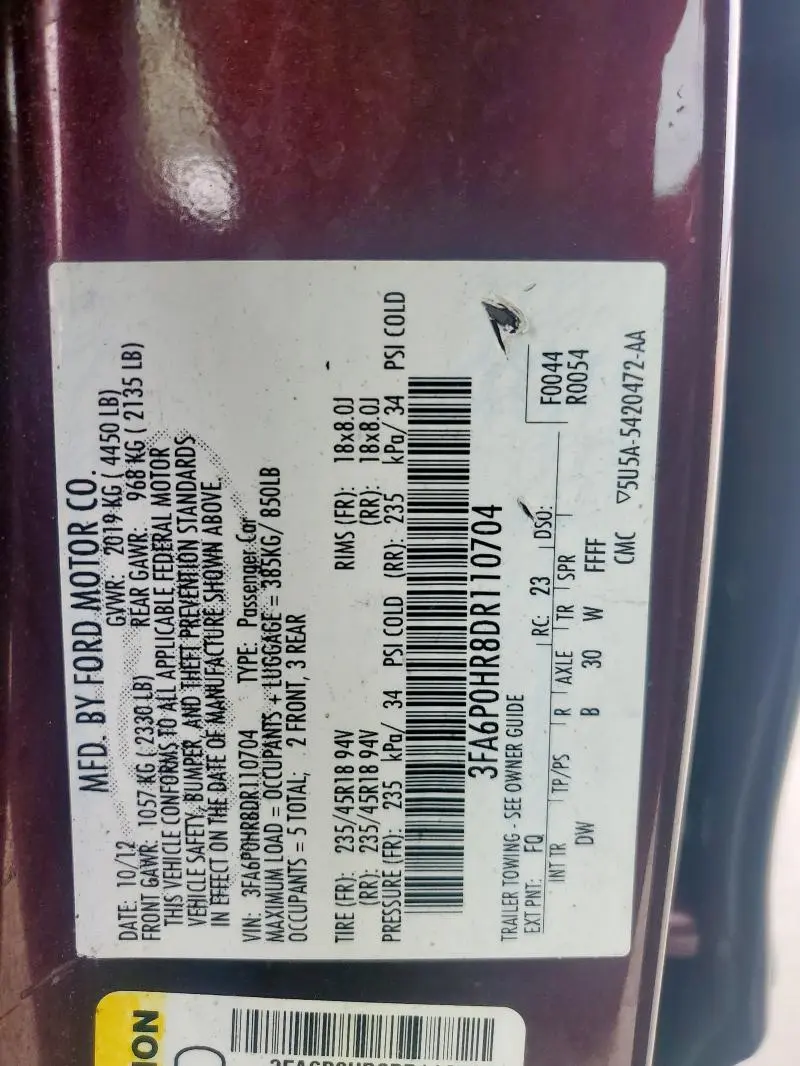 MFD. BY FORD MOTOR CO.
DATE: 10/12 GVWR: 2019 KG ( 4450 LB)
FRONT GAWR: 1057 KG ( 2330 LB) REAR GAWR: 968 KG ( 2135 LB)
THIS VEHICLE CONFORMS TO ALL APPLICABLE FEDERAL MOTOR
VEHICLE SAFETY, BUMPER, AND THEFT PREVENTION STANDARDS
IN EFFECT ON THE DATE OF MANUFACTURE SHOWN ABOVE.
VIN: 3FA6P0HR8DR110704 TYPE: Passenger Car
MAXIMUM LOAD = OCCUPANTS + LUGGAGE = 385KG/ 850LB
OCCUPANTS = 5 TOTAL; 2 FRONT, 3 REAR
TIRE (FR): 235/45R18 94V RIMS (FR): 18x8.0J
(RR): 235/45R18 94V (RR): 18x8.0J
PRESSURE (FR): 235 kPa/ 34 PSI COLD (RR): 235 kPa/ 34 PSI COLD
3FA6P0HR8DR110704
TRAILER TOWING - SEE OWNER GUIDE
EXT PNT: FQ RC: 23 DSO: F0044
R0054
INT TR TP/PS R AXLE TR SPR
DW B 30 W FFFF
CMC ▽5U5A-5420472-AA